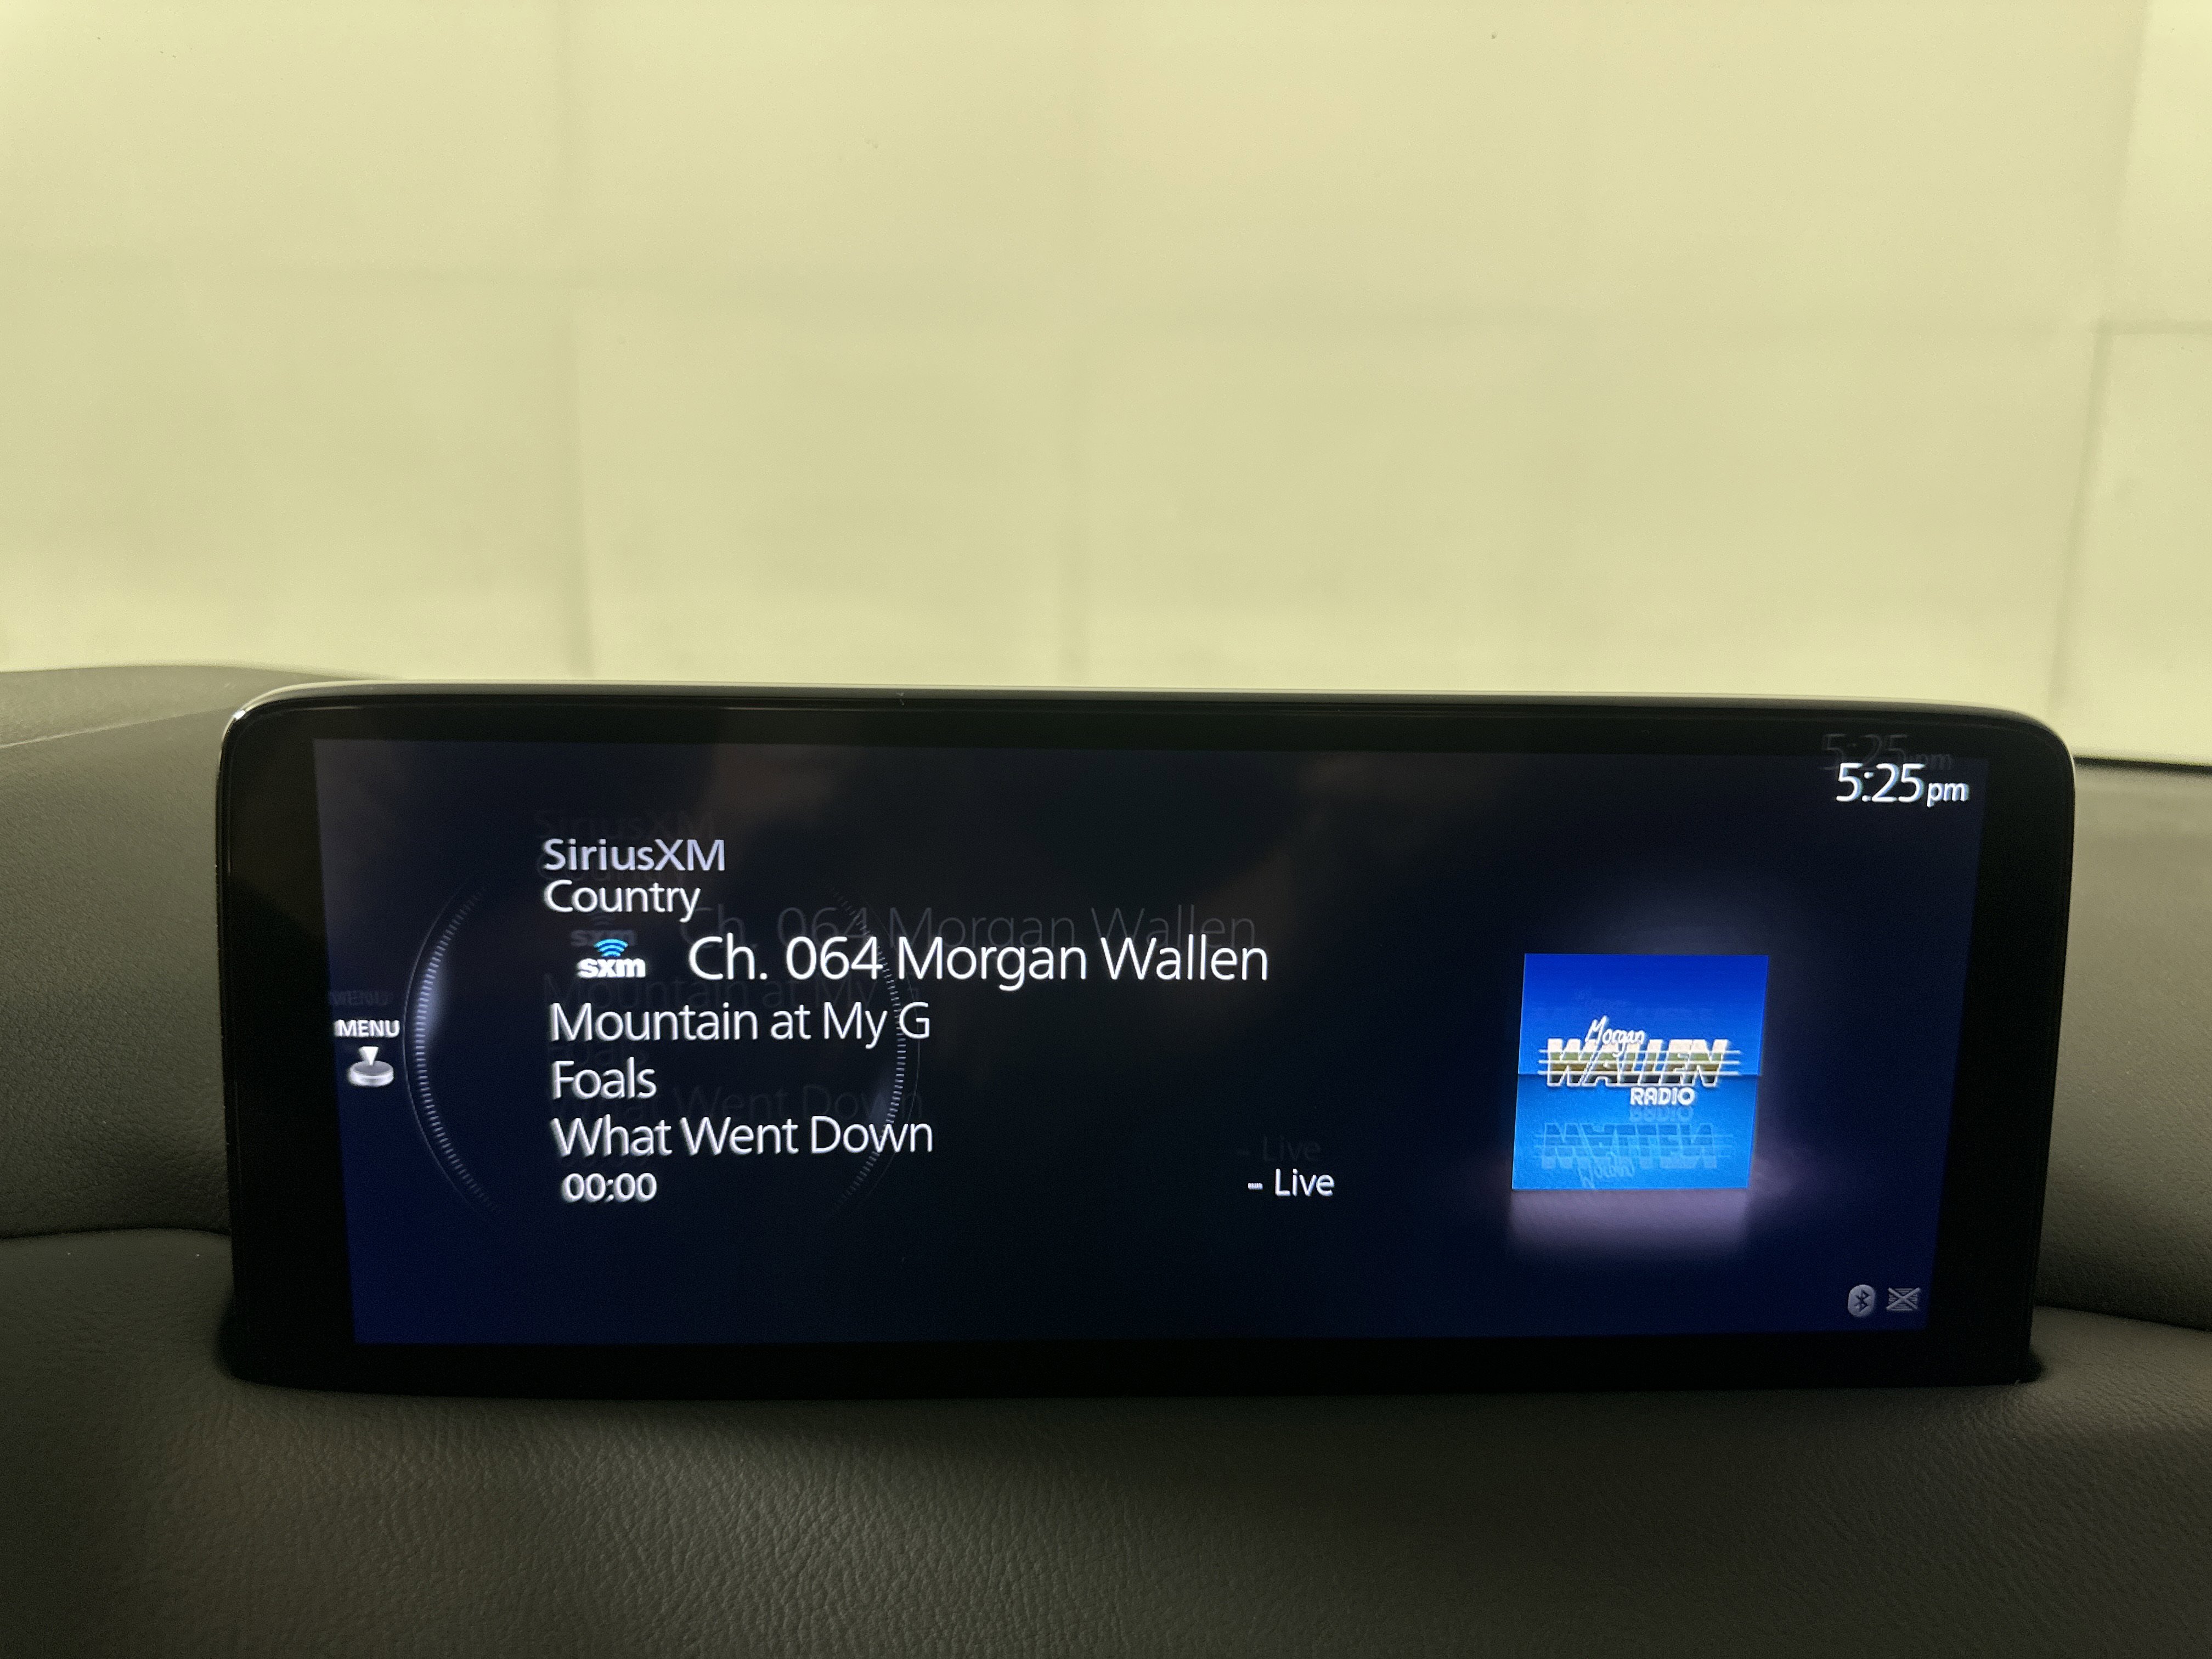 5:25pm
SiriusXM
Country
sxm Ch. 064 Morgan Wallen
MENU
Mountain at My G
Foals
What Went Down
00:00
- Live
Morgan
WALLEN
RADIO